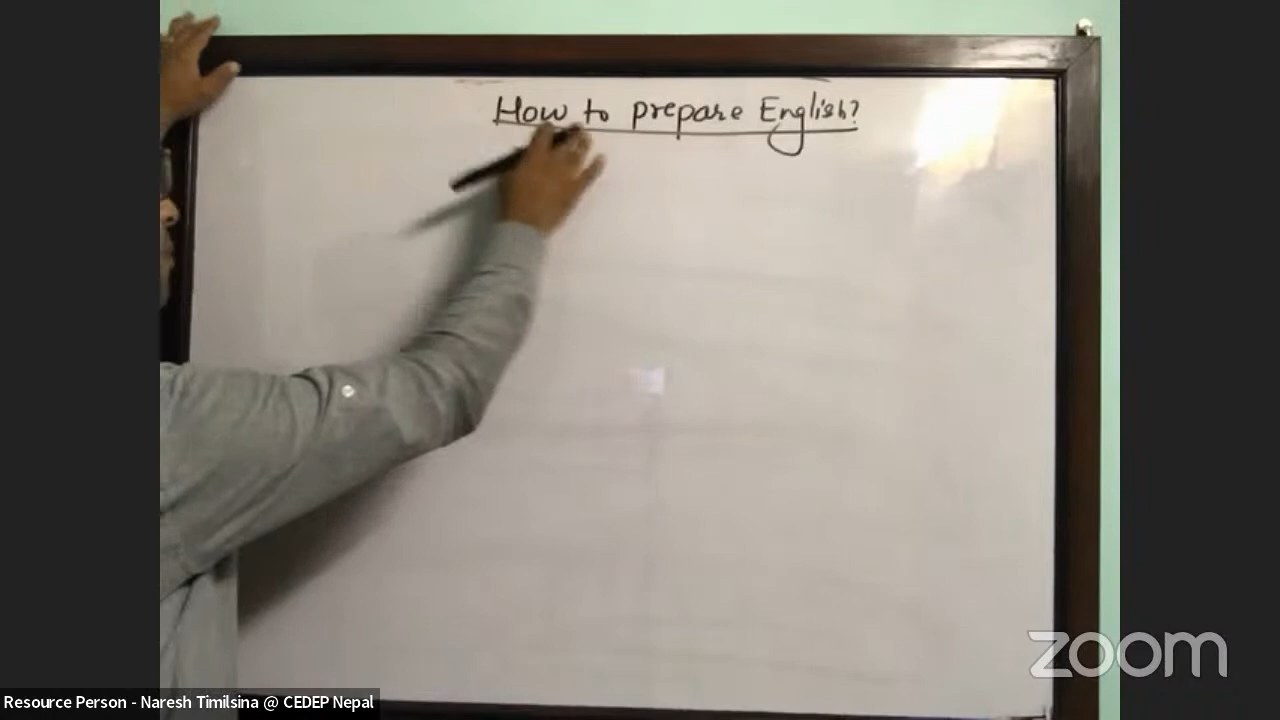 How to prepare English?
zoom
Resource Person - Naresh Timilsina @ CEDEP Nepal